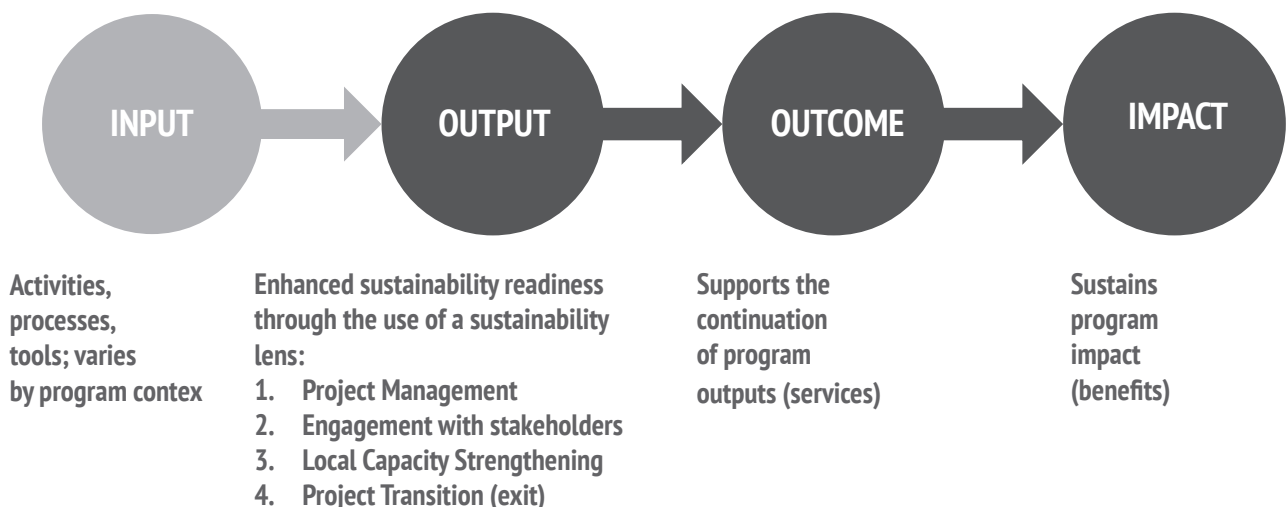 INPUT
OUTPUT
OUTCOME
IMPACT
Activities,
processes,
tools; varies
by program contex
Enhanced sustainability readiness
through the use of a sustainability
lens:
1. Project Management
2. Engagement with stakeholders
3. Local Capacity Strengthening
4. Project Transition (exit)
Supports the
continuation
of program
outputs (services)
Sustains
program
impact
(benefits)